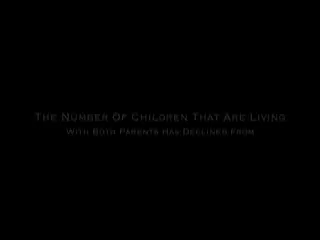 The Number Of Children That Are Living
With Both Parents Has Declined From